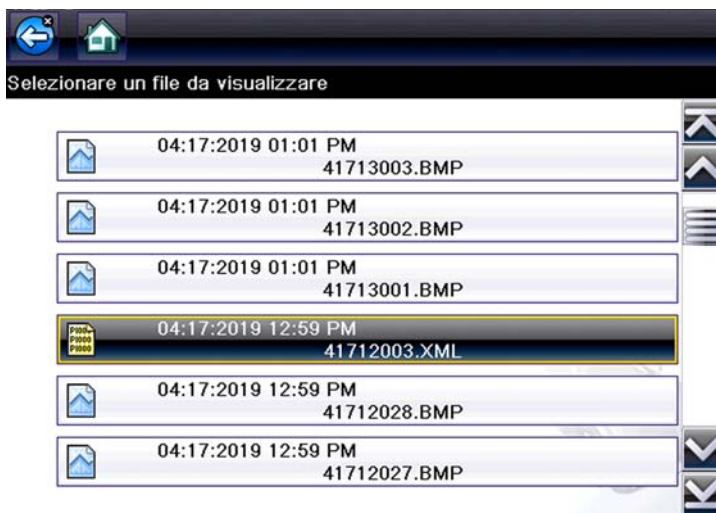 Selezionare un file da visualizzare
04:17:2019 01:01 PM
41713003.BMP
04:17:2019 01:01 PM
41713002.BMP
04:17:2019 01:01 PM
41713001.BMP
04:17:2019 12:59 PM
41712003.XML
04:17:2019 12:59 PM
41712028.BMP
04:17:2019 12:59 PM
41712027.BMP